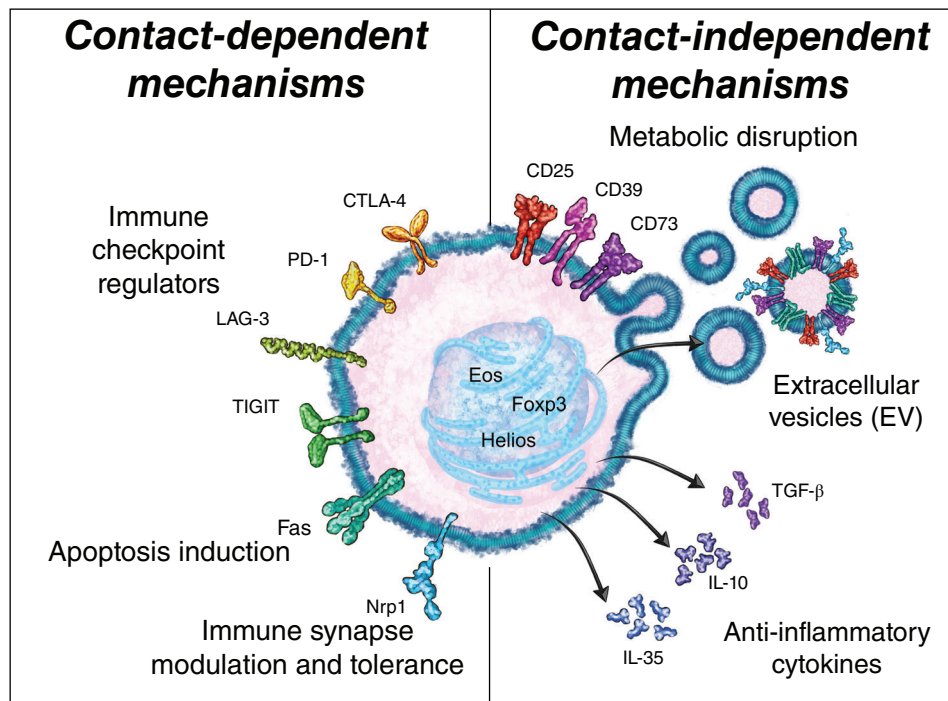 Contact-dependent
mechanisms
Contact-independent
mechanisms
Metabolic disruption
CD25
CD39
CD73
CTLA-4
Immune
checkpoint
regulators
PD-1
LAG-3
TIGIT
Eos
Foxp3
Helios
Extracellular
vesicles (EV)
TGF-β
Fas
Apoptosis induction
IL-10
Nrp1
Immune synapse
modulation and tolerance
IL-35
Anti-inflammatory
cytokines